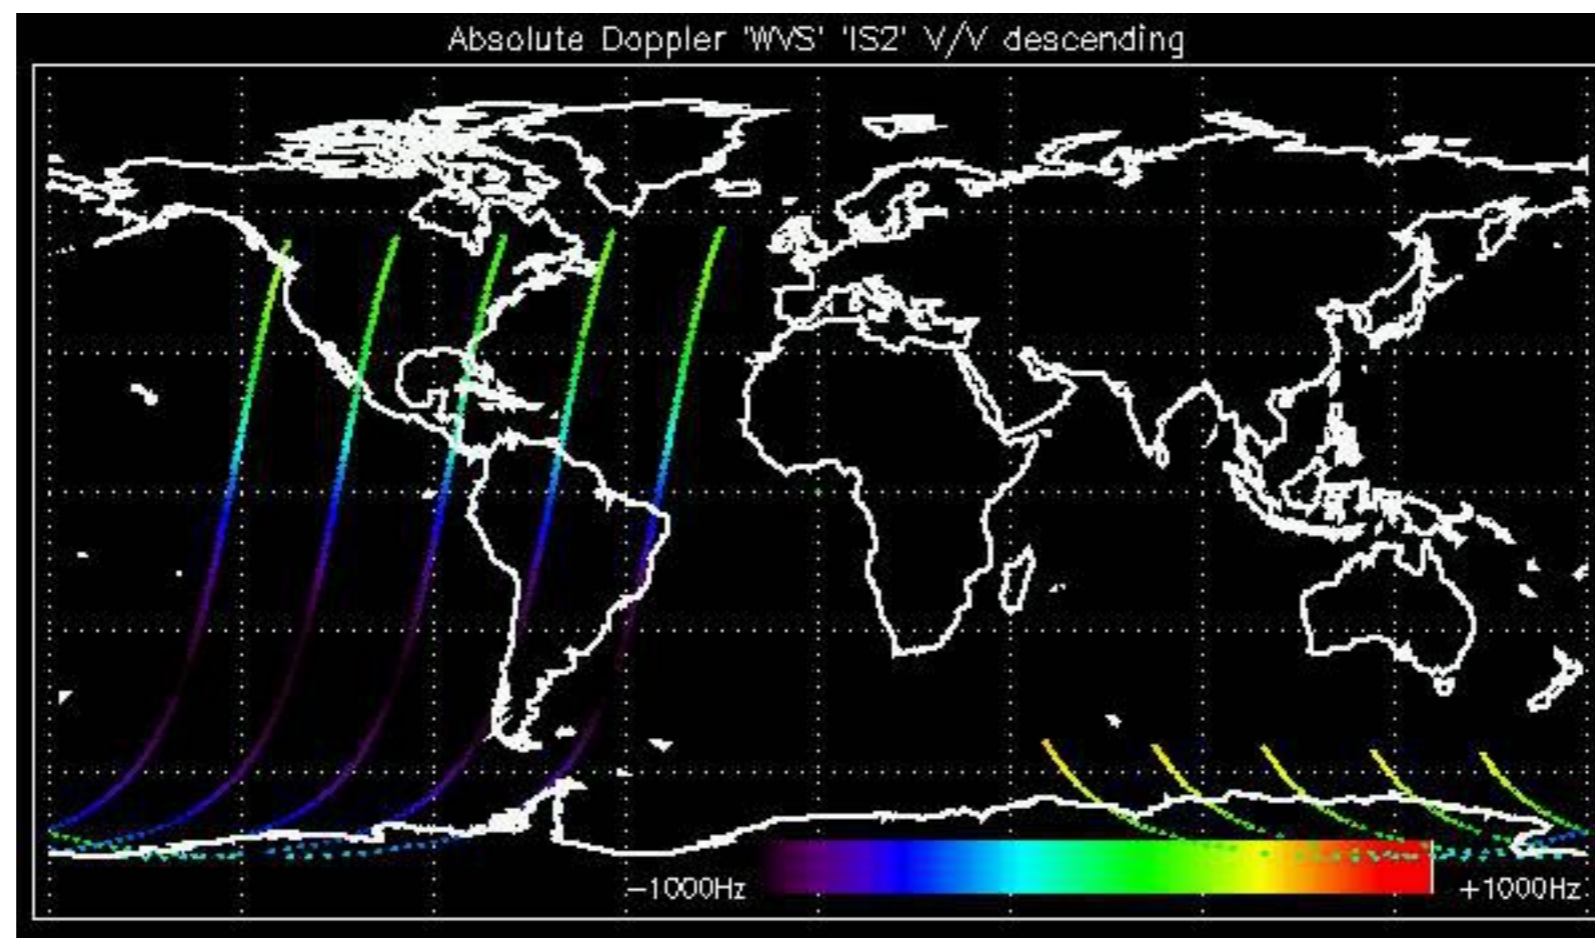 Absolute Doppler 'WVS' 'IS2' V/V descending
-1000Hz +1000Hz